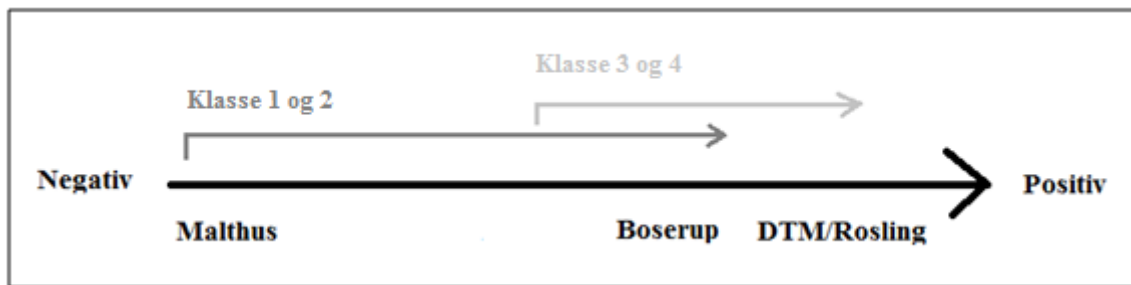 Klasse 3 og 4
Klasse 1 og 2
Negativ
Positiv
Malthus
Boserup
DTM/Rosling